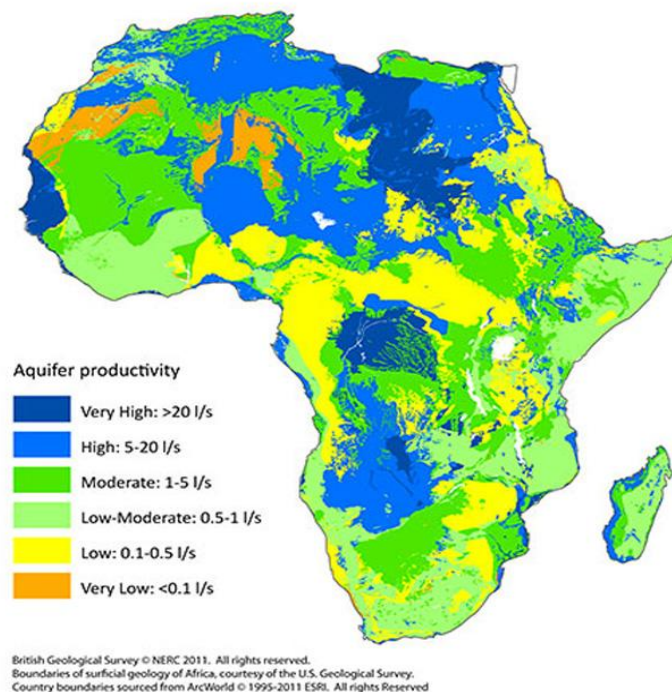 Aquifer productivity
Very High: >20 l/s
High: 5-20 l/s
Moderate: 1-5 l/s
Low-Moderate: 0.5-1 l/s
Low: 0.1-0.5 l/s
Very Low: <0.1 l/s
British Geological Survey © NERC 2011. All rights reserved.
Boundaries of surficial geology of Africa, courtesy of the U.S. Geological Survey.
Country boundaries sourced from ArcWorld © 1995-2011 ESRI. All Rights Reserved